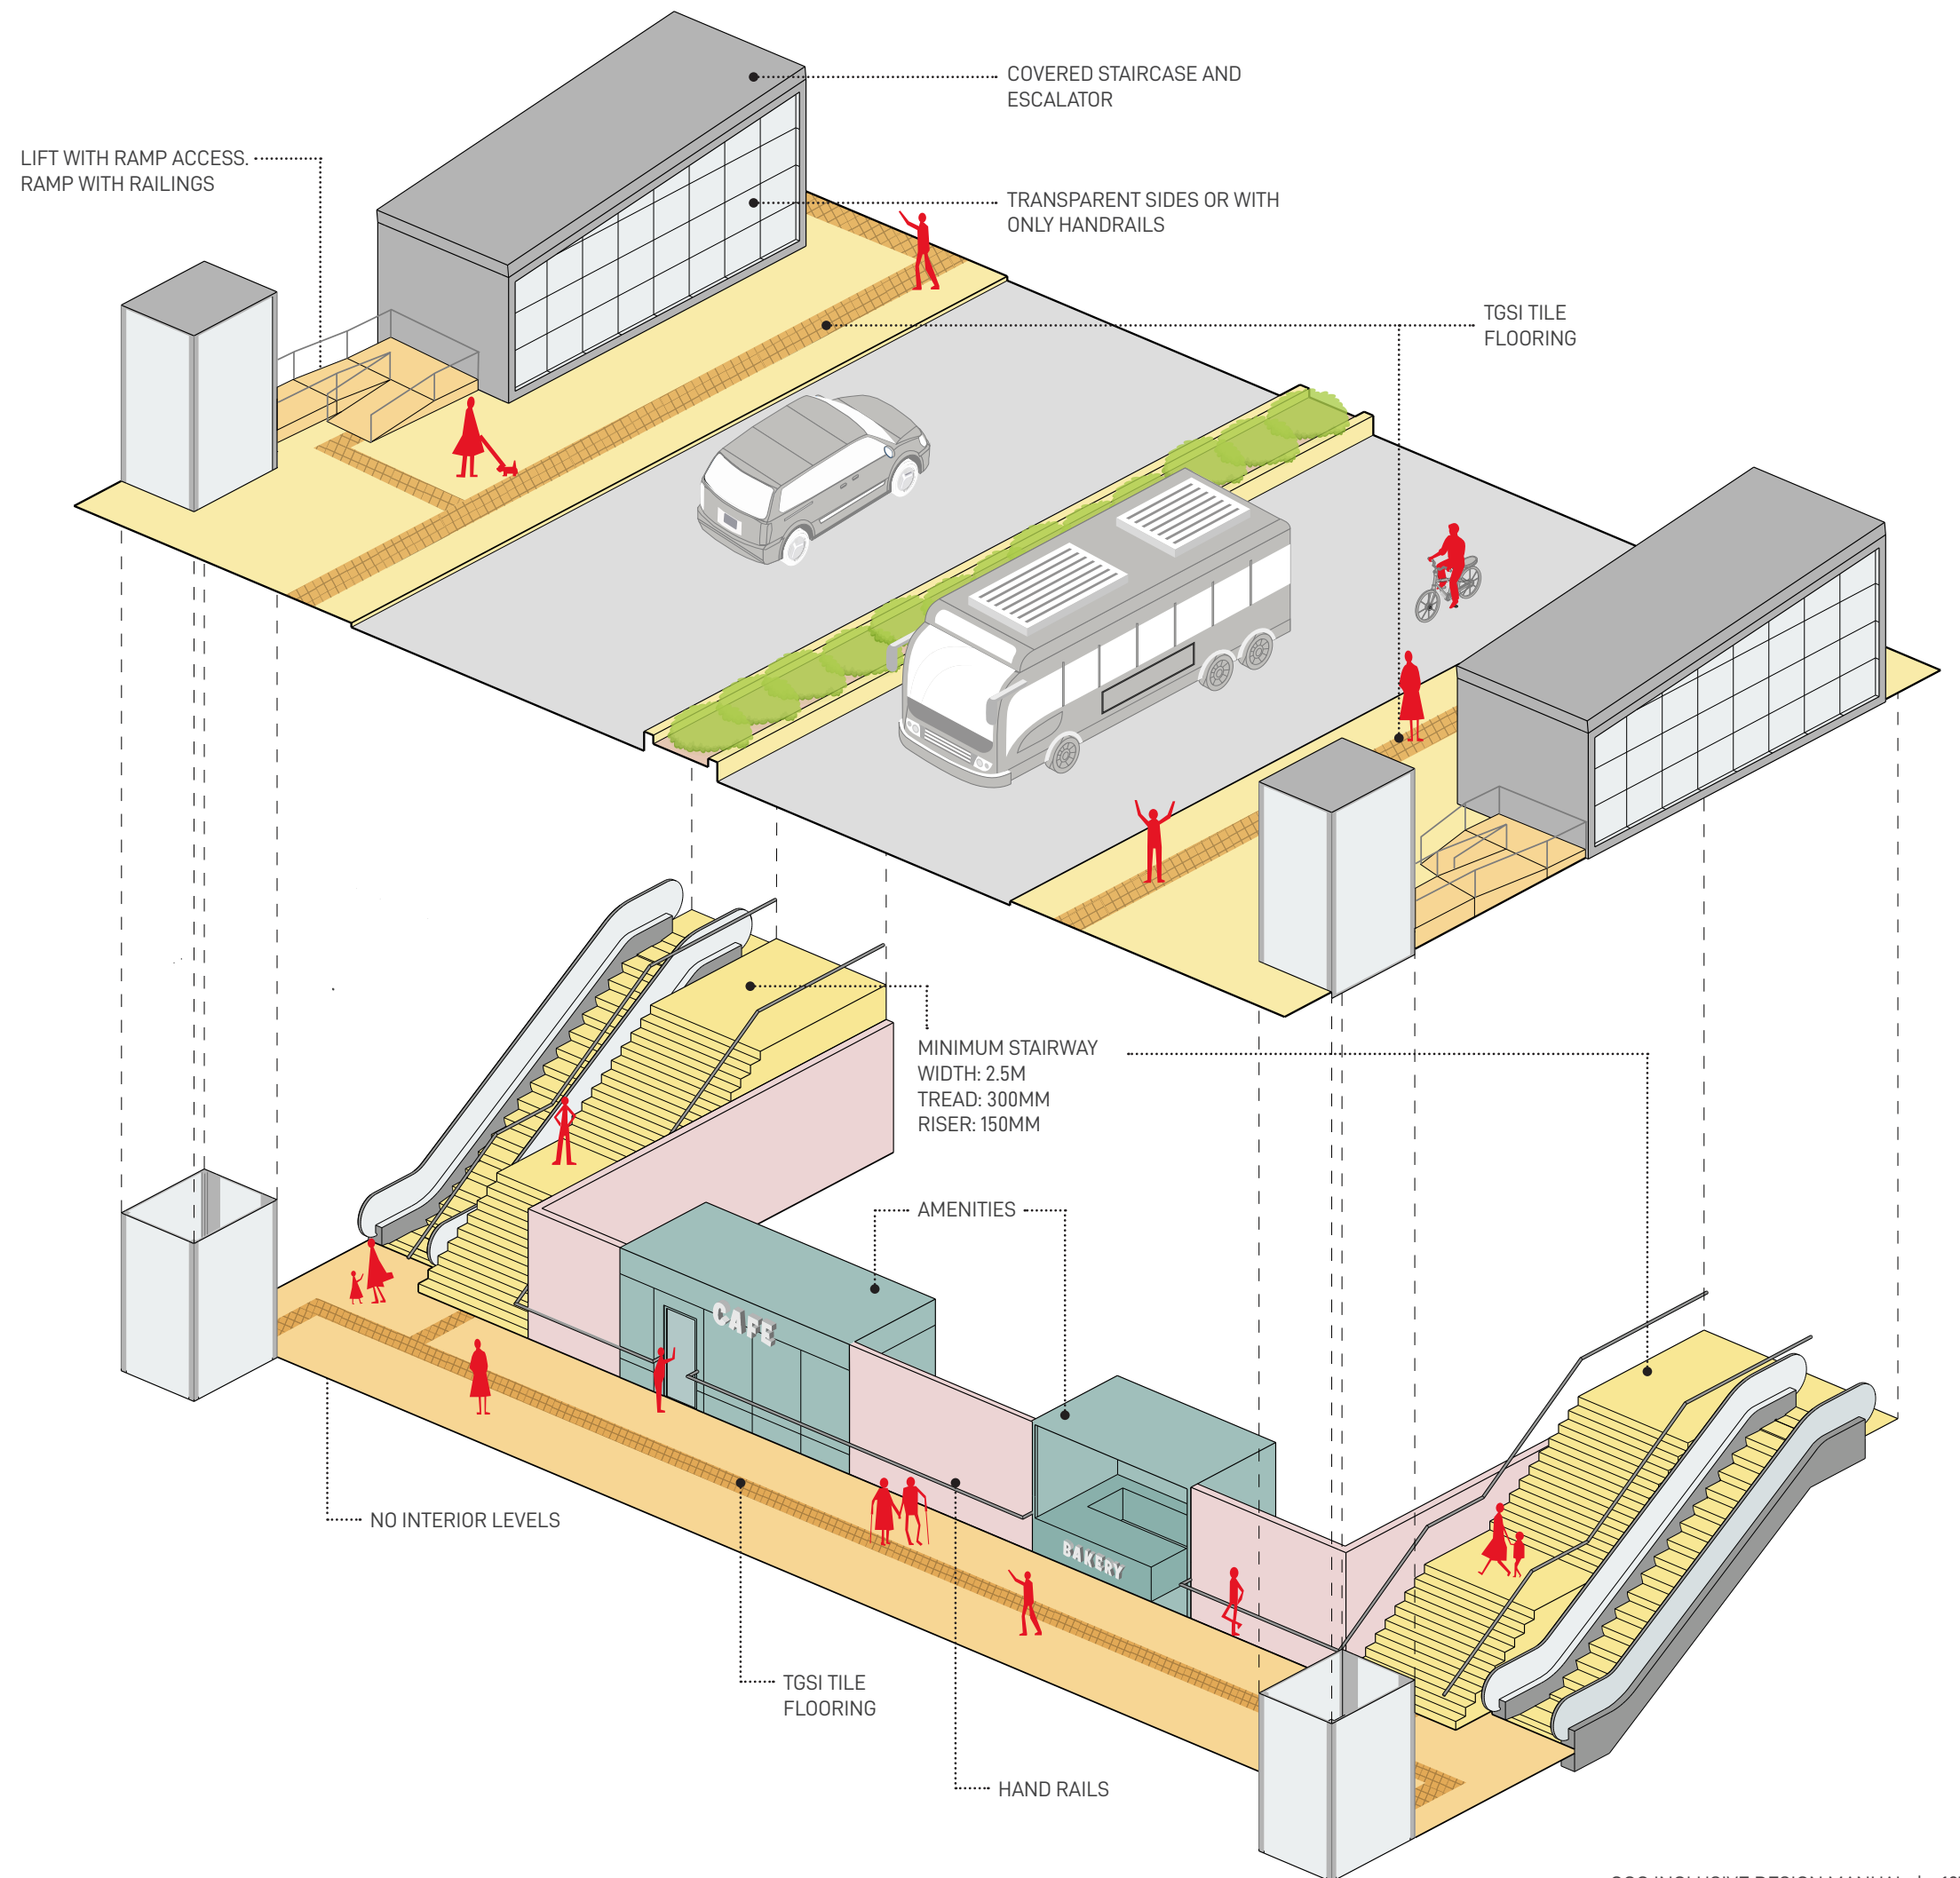 COVERED STAIRCASE AND
ESCALATOR
LIFT WITH RAMP ACCESS.
RAMP WITH RAILINGS
TRANSPARENT SIDES OR WITH
ONLY HANDRAILS
TGSI TILE
FLOORING
MINIMUM STAIRWAY
WIDTH: 2.5M
TREAD: 300MM
RISER: 150MM
AMENITIES
CAFE
NO INTERIOR LEVELS
BAKERY
TGSI TILE
FLOORING
HAND RAILS